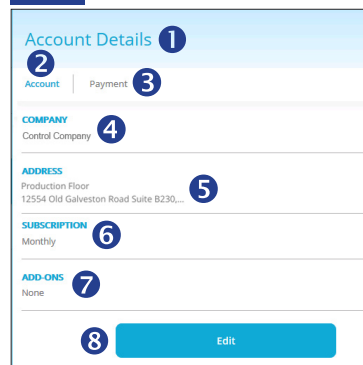 Account Details 1
2
Account | Payment 3
COMPANY
Control Company 4
ADDRESS
Production Floor
12554 Old Galveston Road Suite B230,... 5
SUBSCRIPTION
Monthly 6
ADD-ONS
None 7
8 Edit